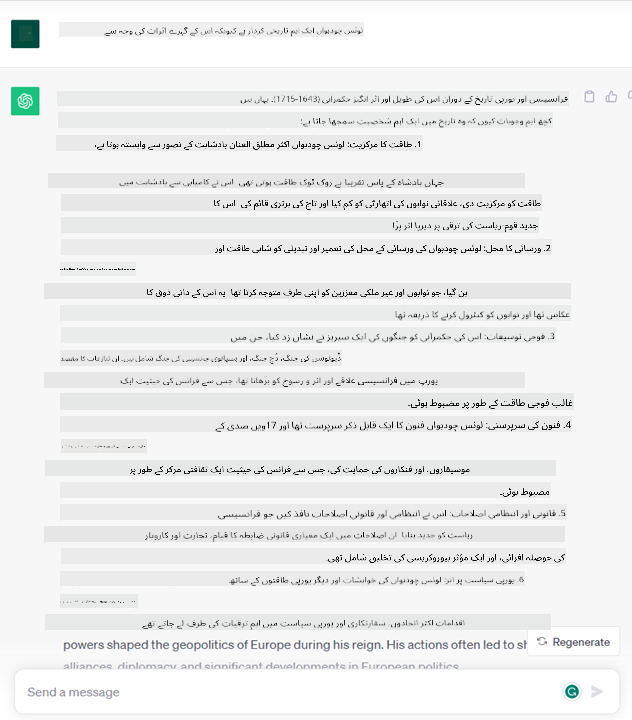 لوئس چودہواں ایک اہم تاریخی کردار ہے کیونکہ اس کے گہرے اثرات کی وجہ سے
فرانسیسی اور یورپی تاریخ کے دوران اس کی طویل اور اثر انگیز حکمرانی (1643-1715)۔ یہاں ہیں
کچھ اہم وجوہات کیوں کہ وہ تاریخ میں ایک اہم شخصیت سمجھا جاتا ہے:
1. طاقت کا مرکزیت: لوئس چودہواں اکثر مطلق العنان بادشاہت کے تصور سے وابستہ ہوتا ہے،
جہاں بادشاہ کے پاس تقریباً بے روک ٹوک طاقت ہوتی تھی۔ اس نے کامیابی سے بادشاہت میں
طاقت کو مرکزیت دی، علاقائی نوابوں کی اتھارٹی کو کم کیا اور تاج کی برتری قائم کی۔ اس کا
جدید قوم-ریاست کی ترقی پر دیرپا اثر پڑا
2. ورسائی کا محل: لوئس چودہواں کی ورسائی کے محل کی تعمیر اور تبدیلی کو شاہی طاقت اور
بن گیا، جو نوابوں اور غیر ملکی معززین کو اپنی طرف متوجہ کرتا تھا۔ یہ اس کے ذاتی ذوق کا
عکاس تھا اور نوابوں کو کنٹرول کرنے کا ذریعہ تھا
3. فوجی توسیعات: اس کی حکمرانی کو جنگوں کی ایک سیریز نے نشان زد کیا، جن میں
ڈیولوشن کی جنگ، ڈچ جنگ، اور ہسپانوی جانشینی کی جنگ شامل ہیں۔ ان تنازعات کا مقصد
یورپ میں فرانسیسی علاقے اور اثر و رسوخ کو بڑھانا تھا، جس سے فرانس کی حیثیت ایک
غالب فوجی طاقت کے طور پر مضبوط ہوئی۔
4. فنون کی سرپرستی: لوئس چودہواں فنون کا ایک قابل ذکر سرپرست تھا اور 17ویں صدی کے
موسیقاروں، اور فنکاروں کی حمایت کی، جس سے فرانس کی حیثیت ایک ثقافتی مرکز کے طور پر
مضبوط ہوئی۔
5. قانونی اور انتظامی اصلاحات: اس نے انتظامی اور قانونی اصلاحات نافذ کیں جو فرانسیسی
ریاست کو جدید بنایا۔ ان اصلاحات میں ایک معیاری قانونی ضابطہ کا قیام، تجارت اور کاروبار
کی حوصلہ افزائی، اور ایک مؤثر بیوروکریسی کی تخلیق شامل تھی۔
6. یورپی سیاست پر اثر: لوئس چودہواں کی خواہشات اور دیگر یورپی طاقتوں کے ساتھ
اقدامات اکثر اتحادوں، سفارتکاری اور یورپی سیاست میں اہم ترقیات کی طرف لے جاتے تھے
powers shaped the geopolitics of Europe during his reign. His actions often led to sh
alliances, diplomacy, and significant developments in European politics.
Regenerate
Send a message